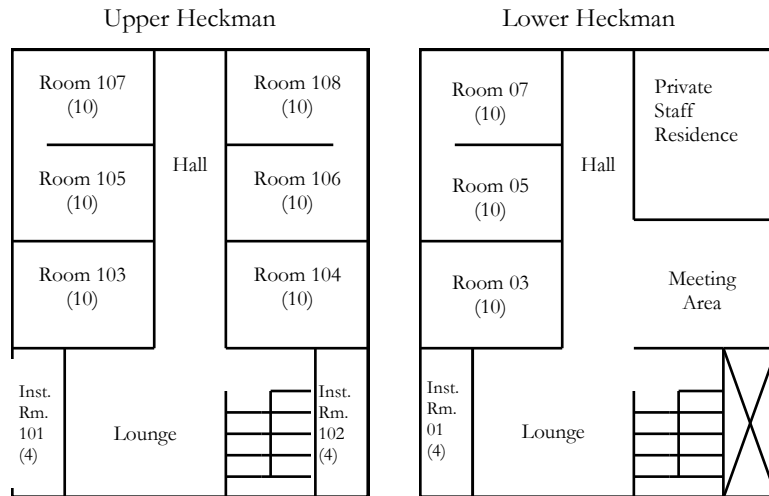 Upper Heckman
Room 107
(10)
Room 108
(10)
Hall
Room 105
(10)
Room 106
(10)
Room 103
(10)
Room 104
(10)
Inst.
Rm.
101
(4)
Lounge
Inst.
Rm.
102
(4)
Lower Heckman
Room 07
(10)
Private
Staff
Residence
Hall
Room 05
(10)
Room 03
(10)
Meeting
Area
Inst.
Rm.
01
(4)
Lounge